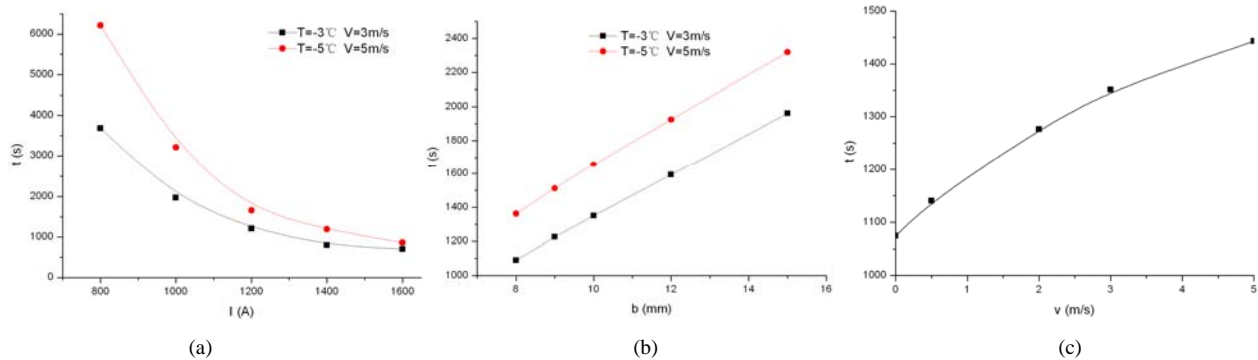 6000
5000
4000
3000
2000
1000
0
t (s)
T=-3℃ V=3m/s
T=-5℃ V=5m/s
800 1000 1200 1400 1600
I (A)
(a)
2400
2200
2000
1800
1600
1400
1200
1000
t (s)
T=-3℃ V=3m/s
T=-5℃ V=5m/s
8 10 12 14 16
b (mm)
(b)
1500
1450
1400
1300
1200
1100
1000
t (s)
0 1 2 3 4 5
v (m/s)
(c)